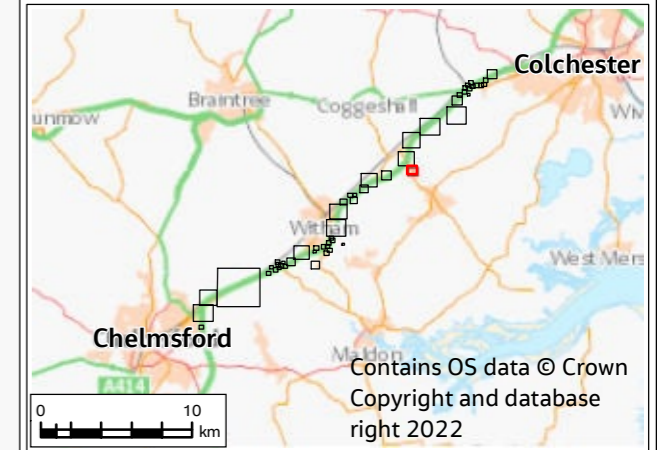 Colchester
Braintree
Coggeshall
unmow
Witham
West Mers
Chelmsford
Maldon
Contains OS data © Crown
Copyright and database
right 2022
A414
0 10
km